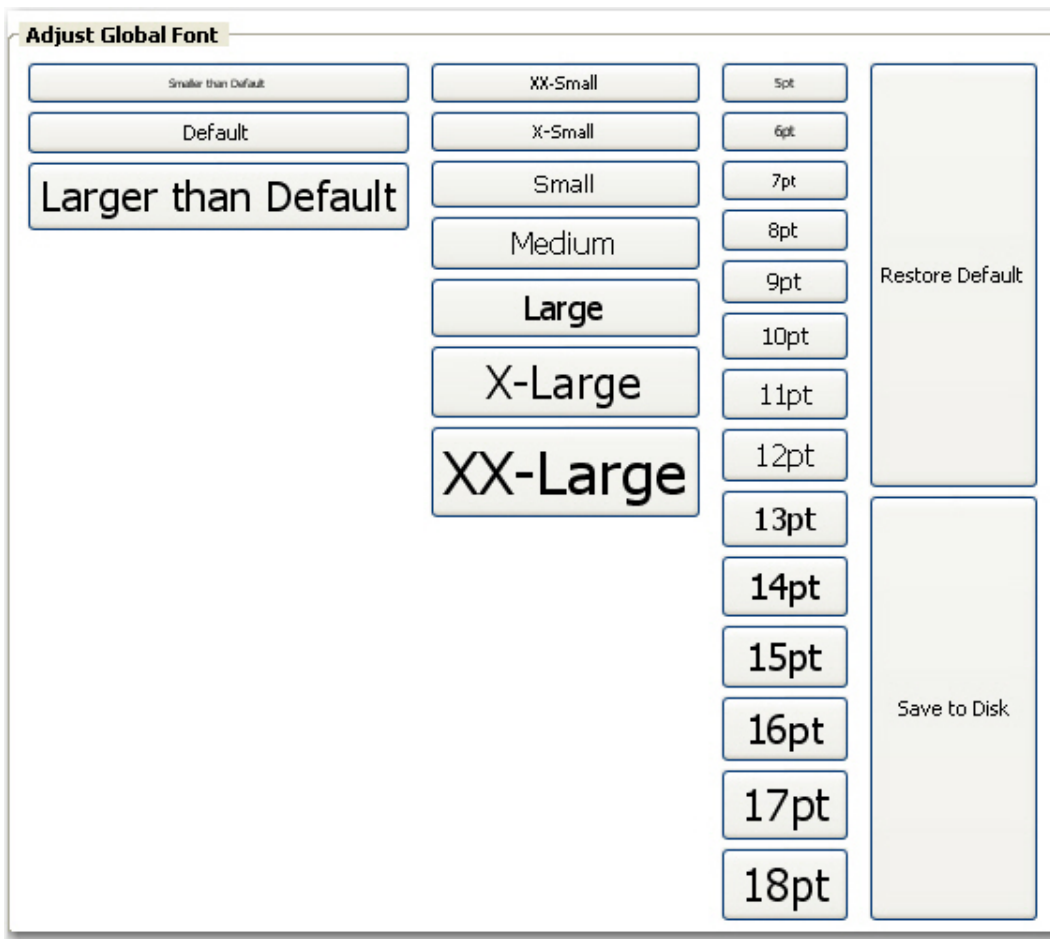 Adjust Global Font
Smaller than Default
Default
Larger than Default
XX-Small
X-Small
Small
Medium
Large
X-Large
XX-Large
5pt
6pt
7pt
8pt
9pt
10pt
11pt
12pt
13pt
14pt
15pt
16pt
17pt
18pt
Restore Default
Save to Disk